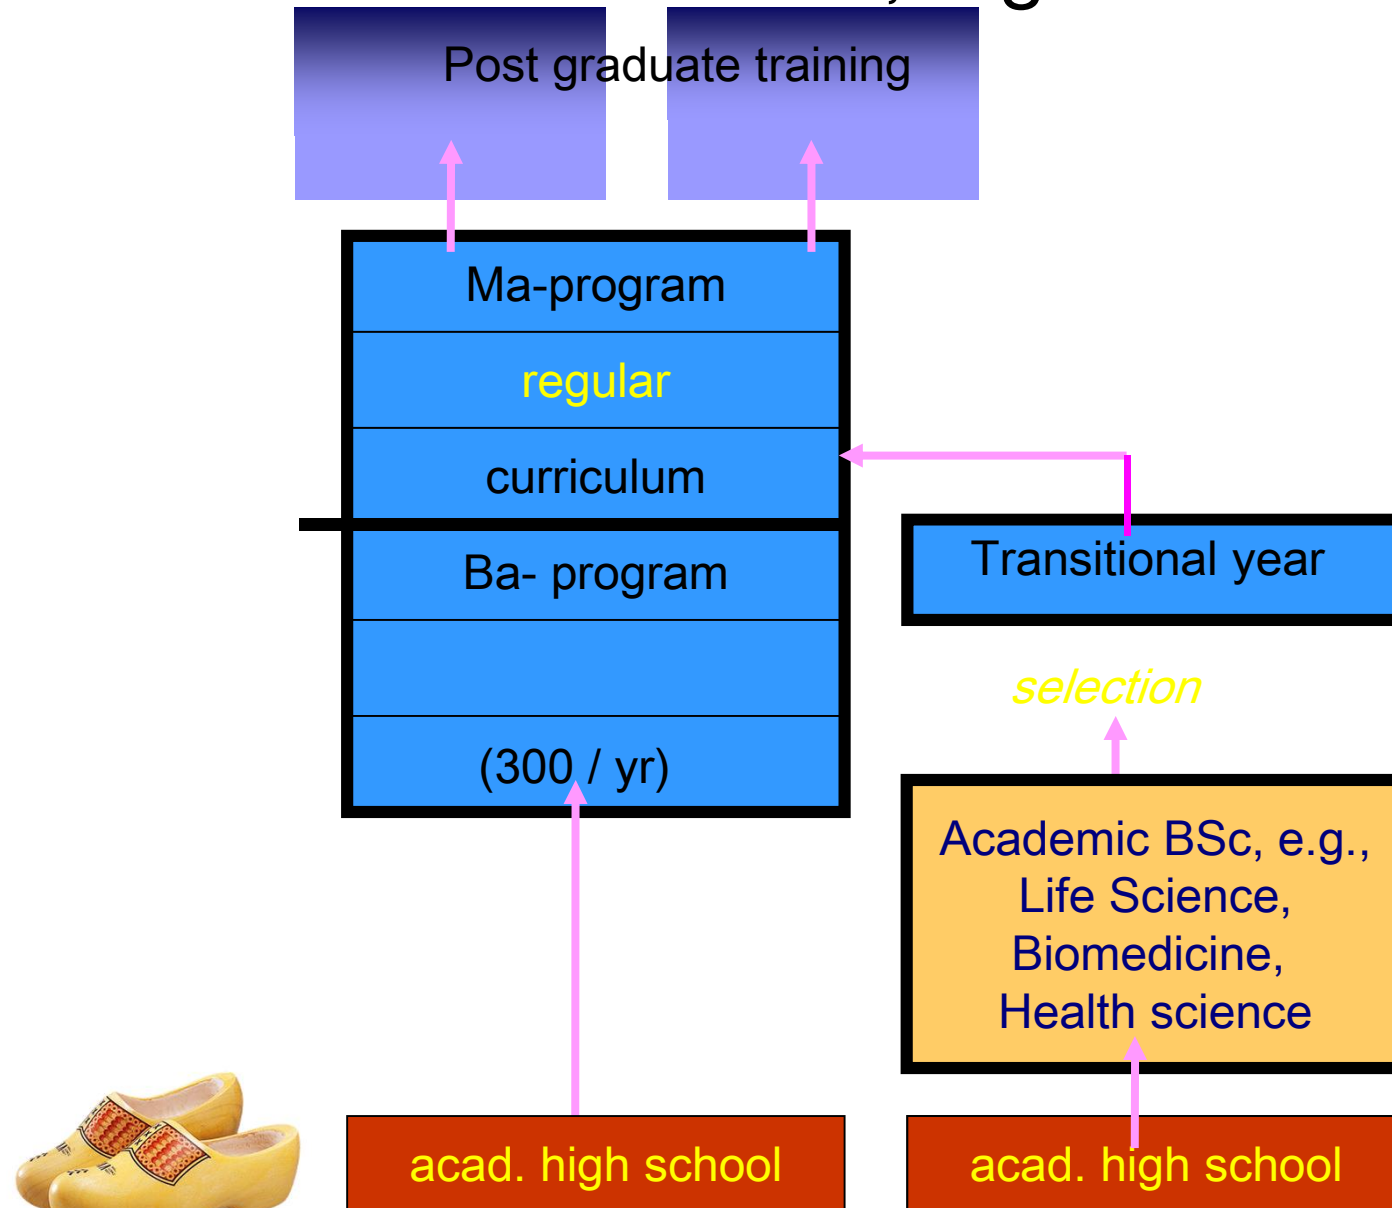 Post graduate training
Ma-program
regular
curriculum
Ba- program
(300 / yr)
acad. high school
Transitional year
selection
Academic BSc, e.g.,
Life Science,
Biomedicine,
Health science
acad. high school